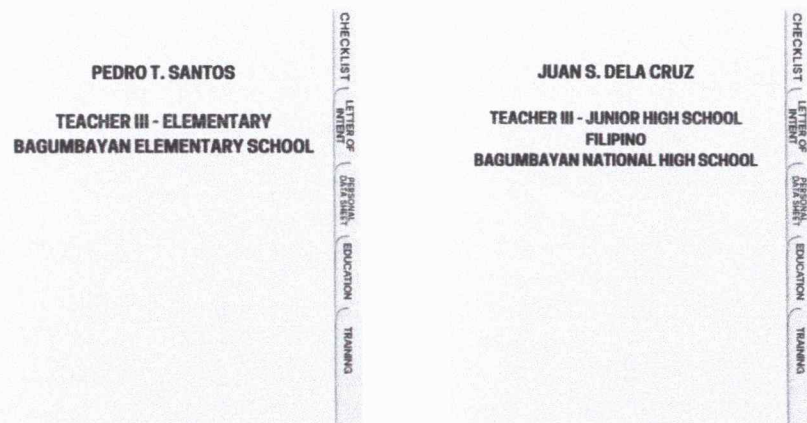 PEDRO T. SANTOS
TEACHER III - ELEMENTARY
BAGUMBAYAN ELEMENTARY SCHOOL
CHECKLIST
LETTER OF
INTENT
PERSONAL
DATA SHEET
EDUCATION
TRAINING
JUAN S. DELA CRUZ
TEACHER III - JUNIOR HIGH SCHOOL
FILIPINO
BAGUMBAYAN NATIONAL HIGH SCHOOL
CHECKLIST
LETTER OF
INTENT
PERSONAL
DATA SHEET
EDUCATION
TRAINING